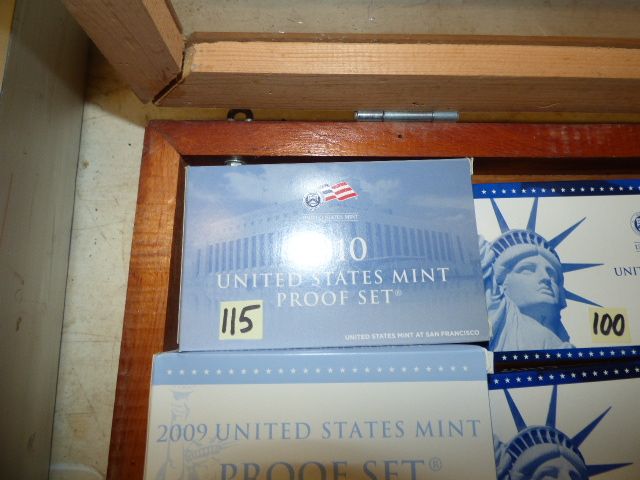 UNITED STATES MINT
10
UNITED STATES MINT
PROOF SET®
115
UNITED STATES MINT AT SAN FRANCISCO
UNIT
100
2009 UNITED STATES MINT
PROOF SET®